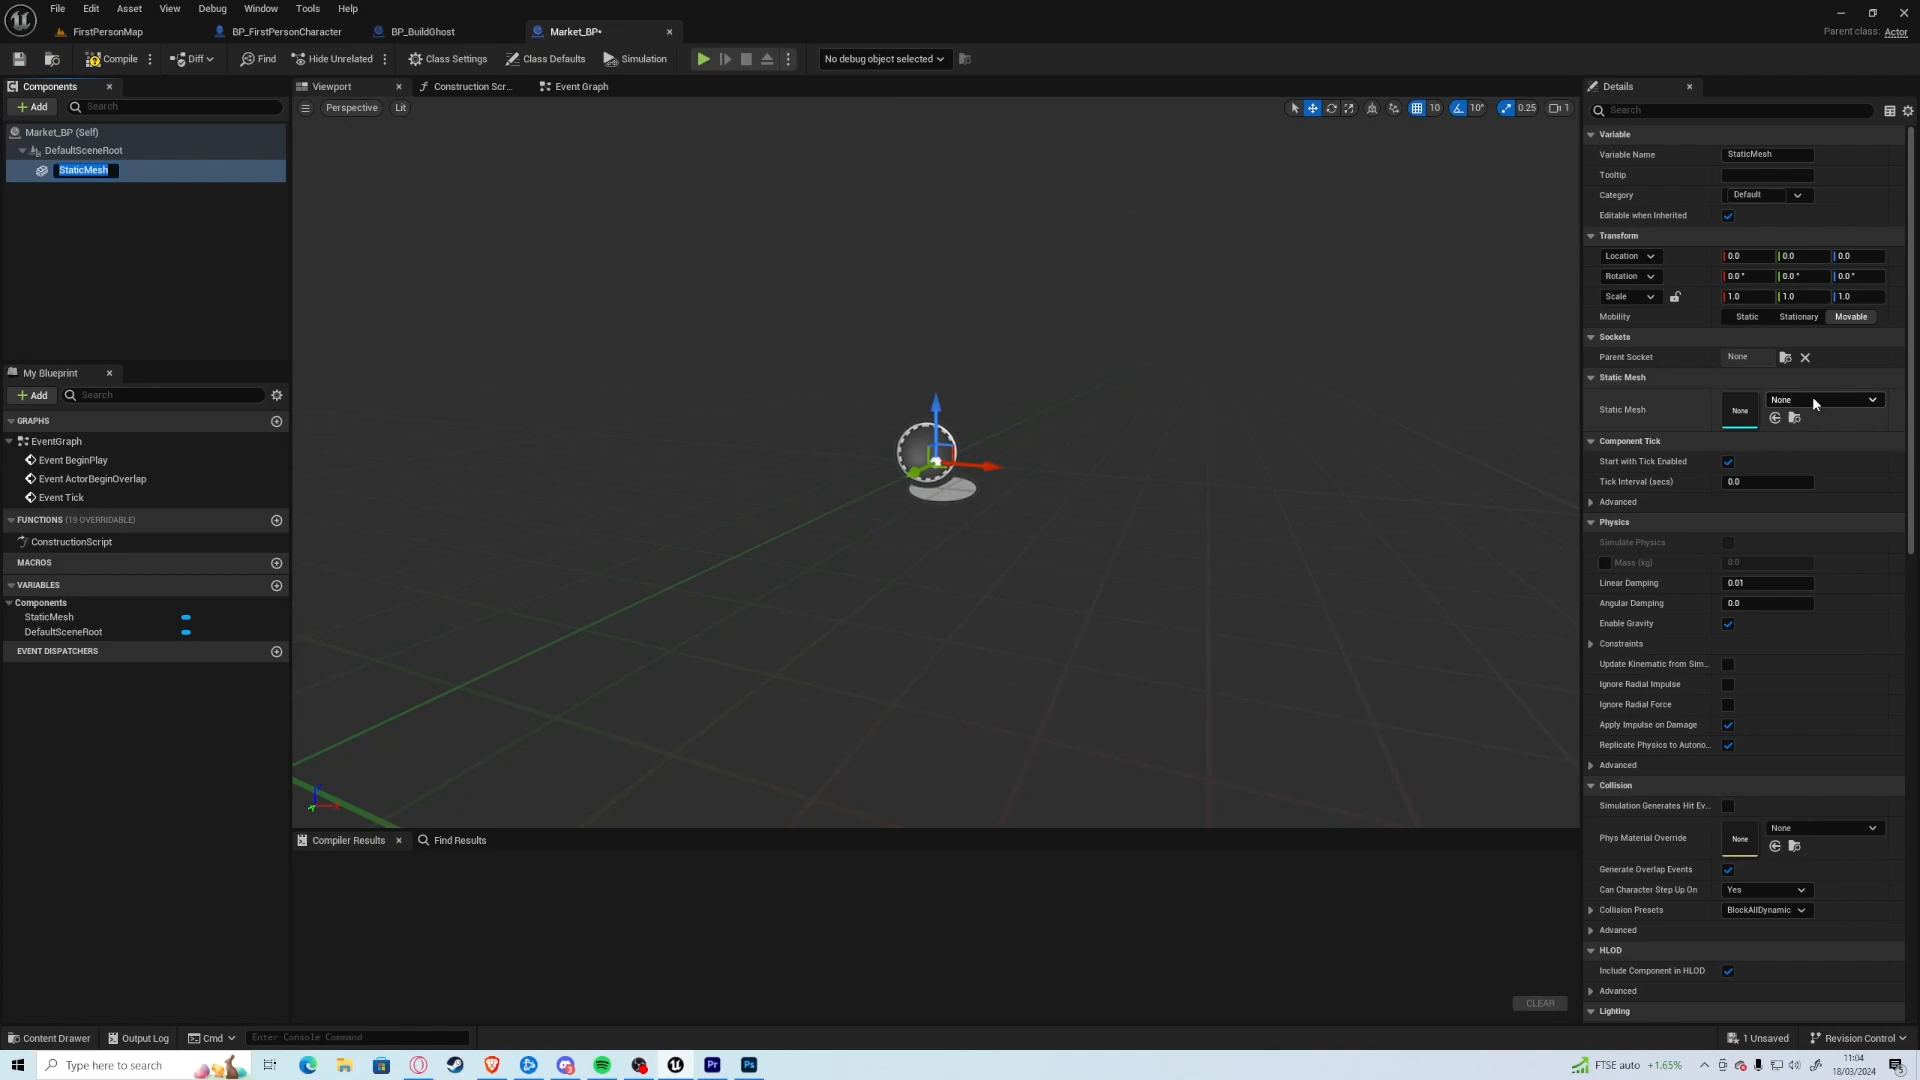 File Edit Asset View Debug Window Tools Help
FirstPersonMap BP_FirstPersonCharacter BP_BuildGhost Market_BP* Parent class: Actor
Compile Diff Find Hide Unrelated Class Settings Class Defaults Simulation No debug object selected
Components Viewport Construction Scr... Event Graph Details
Add Search Perspective Lit 10 10° 0.25 1 Search
Market_BP (Self)
DefaultSceneRoot
StaticMesh
My Blueprint
Add Search
GRAPHS
EventGraph
Event BeginPlay
Event ActorBeginOverlap
Event Tick
FUNCTIONS (19 OVERRIDABLE)
ConstructionScript
MACROS
VARIABLES
Components
StaticMesh
DefaultSceneRoot
EVENT DISPATCHERS
Variable
Variable Name StaticMesh
Tooltip
Category Default
Editable when Inherited
Transform
Location 0.0 0.0 0.0
Rotation 0.0 ° 0.0 ° 0.0 °
Scale 1.0 1.0 1.0
Mobility Static Stationary Movable
Sockets
Parent Socket None
Static Mesh
Static Mesh None None
Component Tick
Start with Tick Enabled
Tick Interval (secs) 0.0
Advanced
Physics
Simulate Physics
Mass (kg) 0.0
Linear Damping 0.01
Angular Damping 0.0
Enable Gravity
Constraints
Update Kinematic from Sim...
Ignore Radial Impulse
Ignore Radial Force
Apply Impulse on Damage
Replicate Physics to Autono...
Advanced
Collision
Simulation Generates Hit Ev...
Phys Material Override None None
Generate Overlap Events
Can Character Step Up On Yes
Collision Presets BlockAllDynamic
Advanced
HLOD
Include Component in HLOD
Advanced
Lighting
Compiler Results Find Results
CLEAR
Content Drawer Output Log Cmd Enter Console Command 1 Unsaved Revision Control
Type here to search FTSE auto +1.65% 11:04
18/03/2024